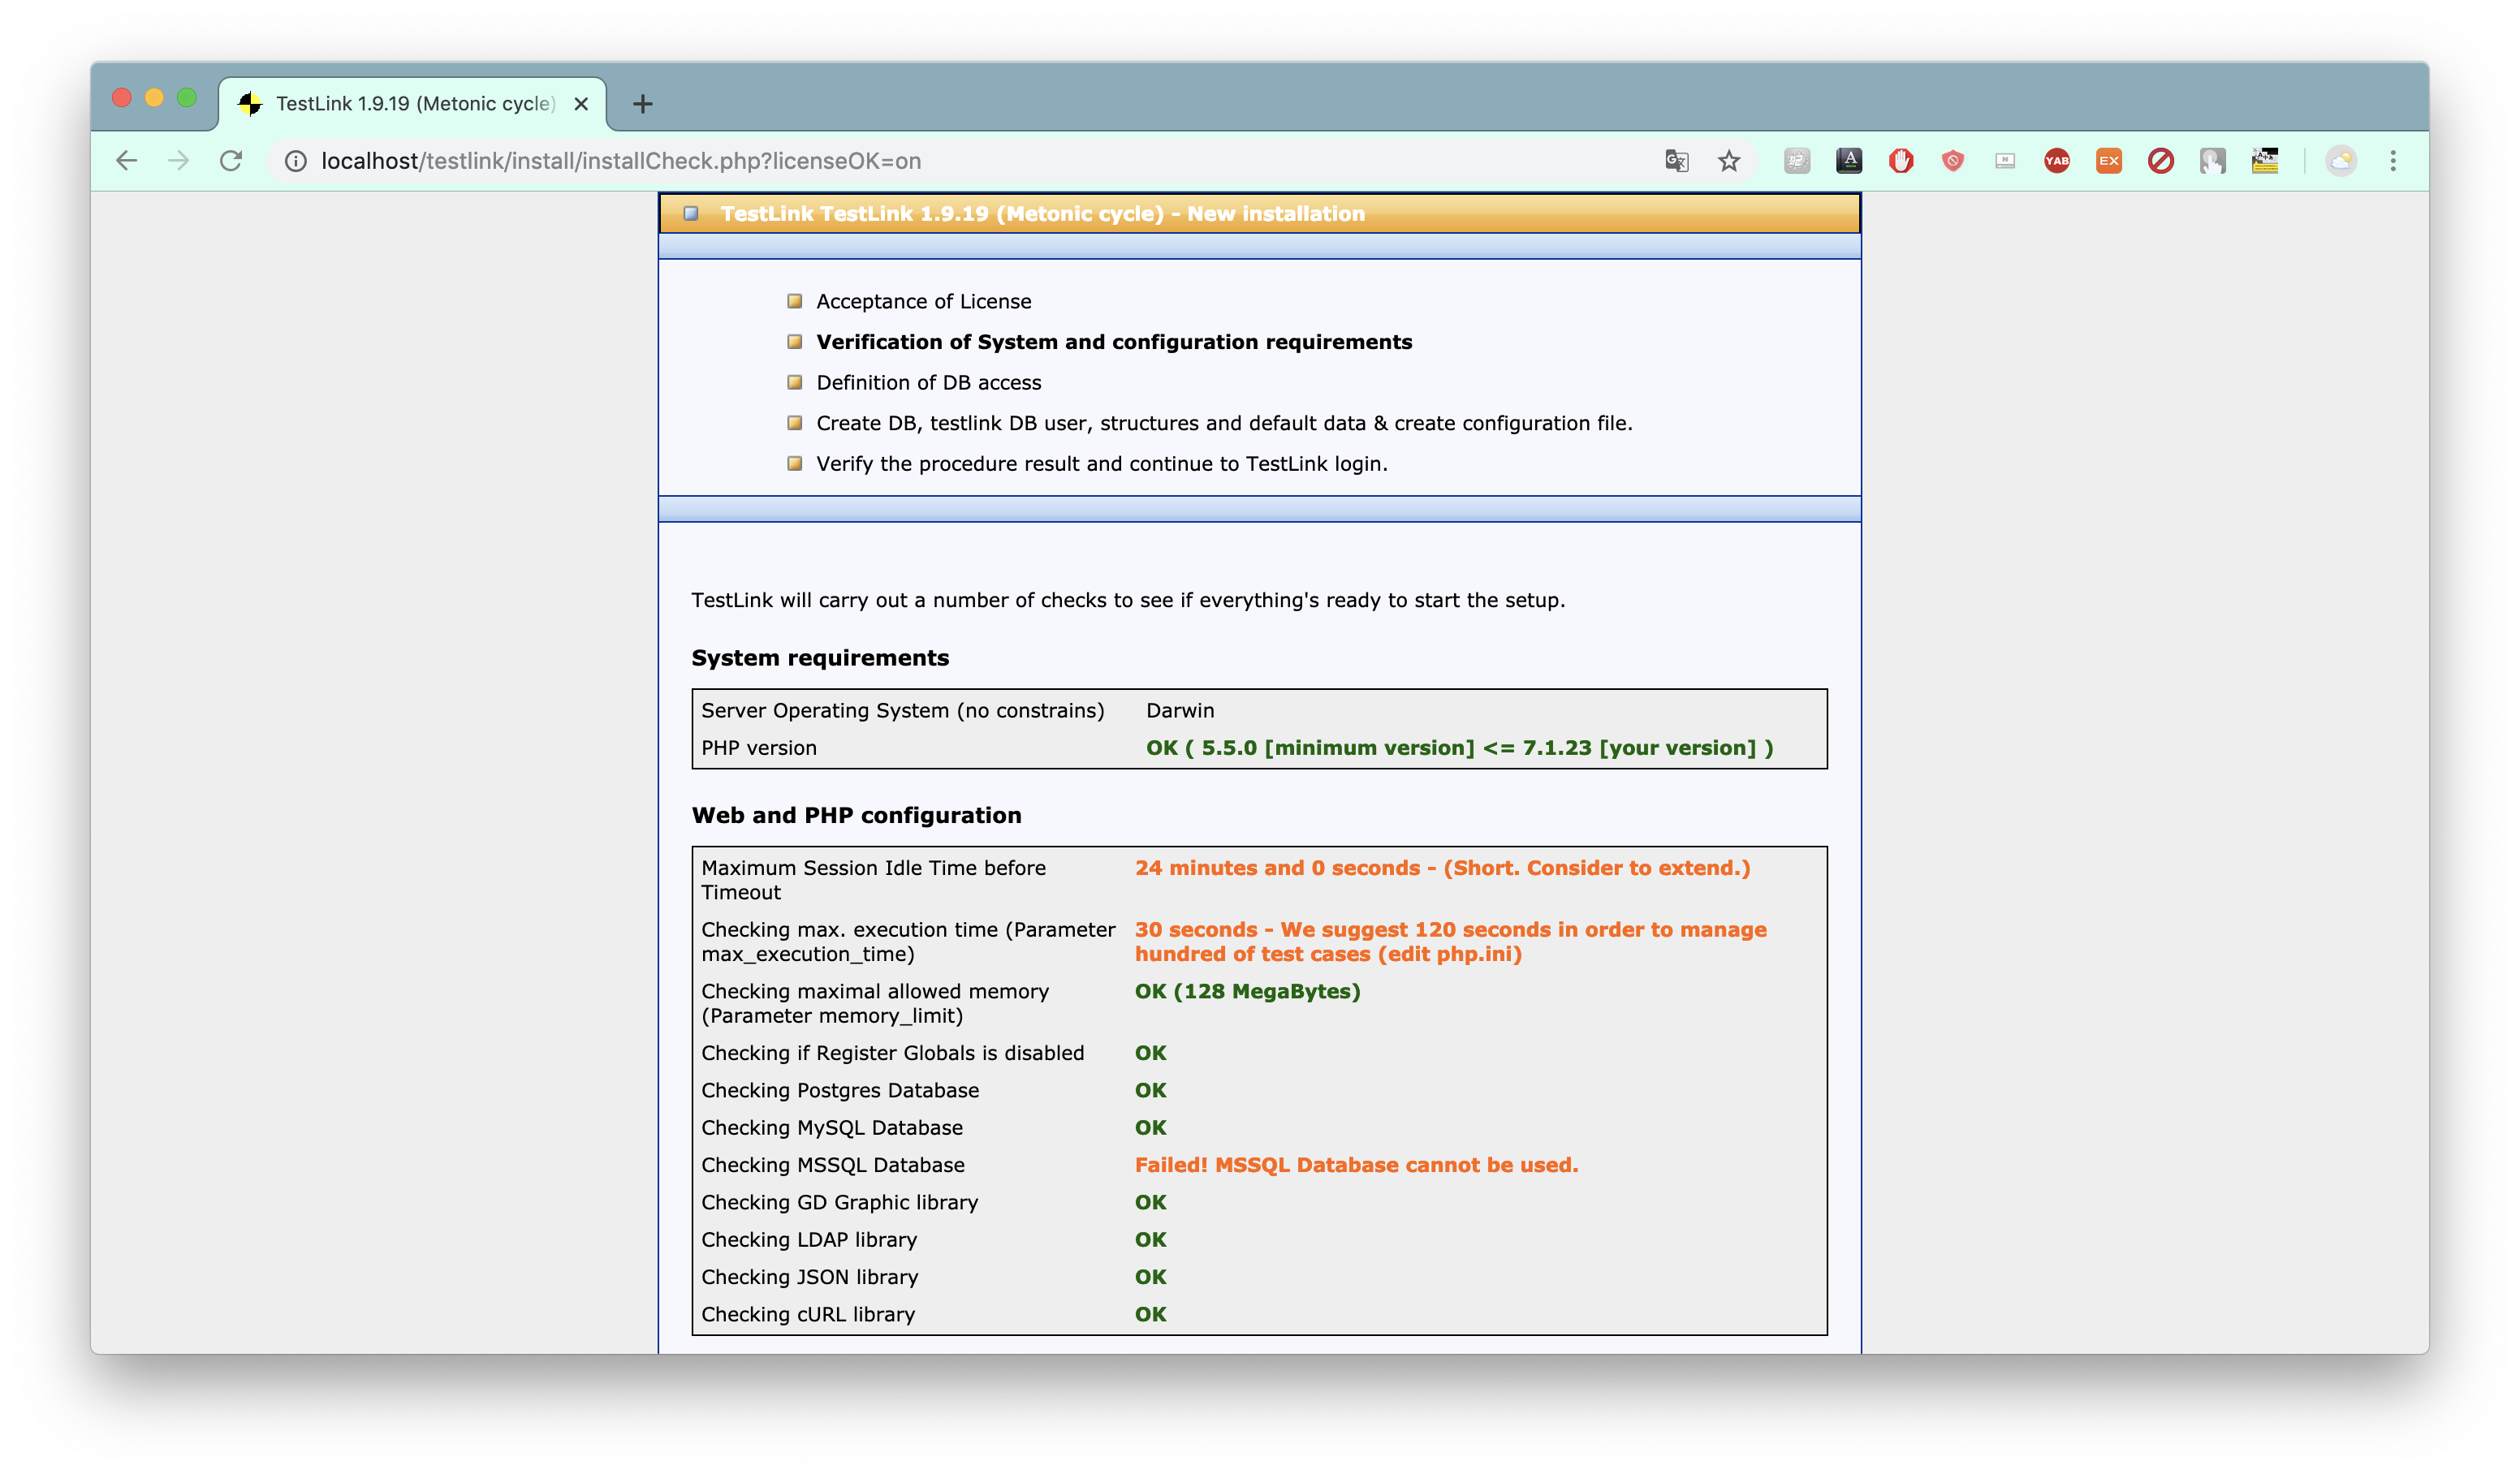 TestLink 1.9.19 (Metonic cycle)
localhost/testlink/install/installCheck.php?licenseOK=on
YAB
EX
TestLink TestLink 1.9.19 (Metonic cycle) - New installation
Acceptance of License
Verification of System and configuration requirements
Definition of DB access
Create DB, testlink DB user, structures and default data & create configuration file.
Verify the procedure result and continue to TestLink login.
TestLink will carry out a number of checks to see if everything's ready to start the setup.
System requirements
Server Operating System (no constrains) Darwin
PHP version OK ( 5.5.0 [minimum version] <= 7.1.23 [your version] )
Web and PHP configuration
Maximum Session Idle Time before 24 minutes and 0 seconds - (Short. Consider to extend.)
Timeout
Checking max. execution time (Parameter 30 seconds - We suggest 120 seconds in order to manage
max_execution_time) hundred of test cases (edit php.ini)
Checking maximal allowed memory OK (128 MegaBytes)
(Parameter memory_limit)
Checking if Register Globals is disabled OK
Checking Postgres Database OK
Checking MySQL Database OK
Checking MSSQL Database Failed! MSSQL Database cannot be used.
Checking GD Graphic library OK
Checking LDAP library OK
Checking JSON library OK
Checking cURL library OK